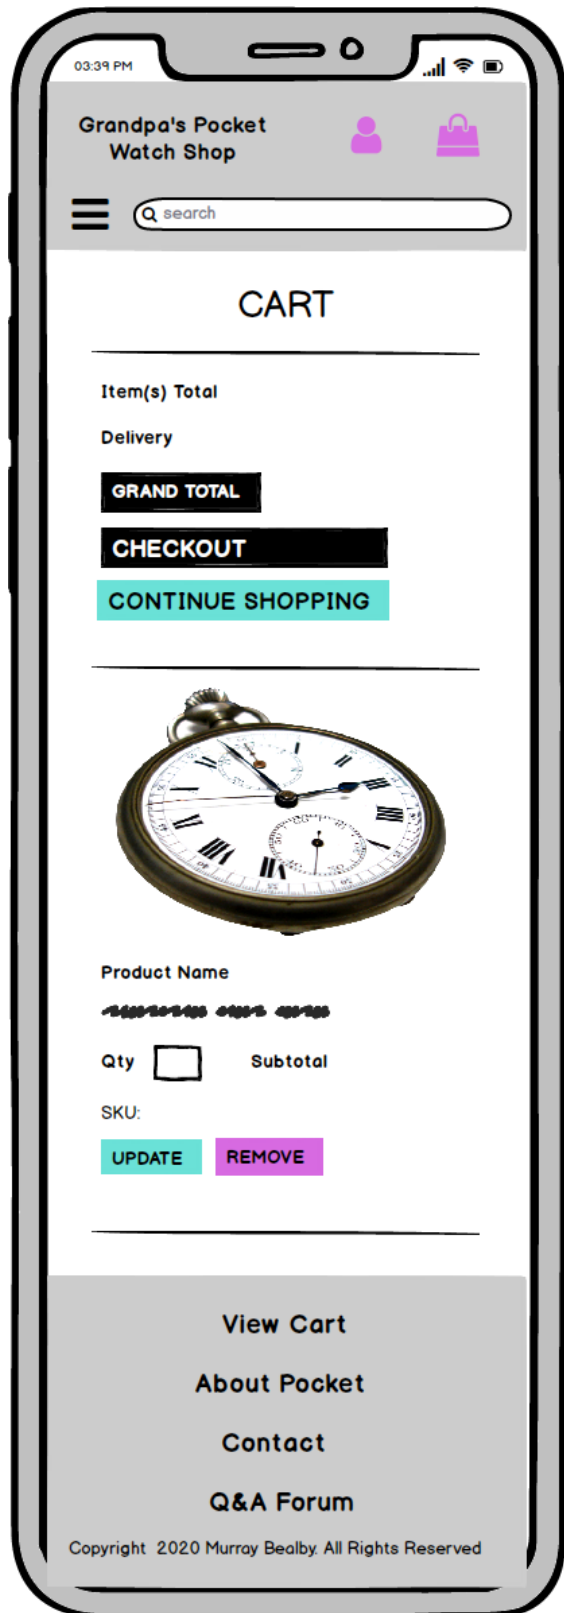 03:39 PM
Grandpa's Pocket
Watch Shop
search
CART
Item(s) Total
Delivery
GRAND TOTAL
CHECKOUT
CONTINUE SHOPPING
Product Name
Qty
Subtotal
SKU:
UPDATE
REMOVE
View Cart
About Pocket
Contact
Q&A Forum
Copyright 2020 Murray Bealby. All Rights Reserved